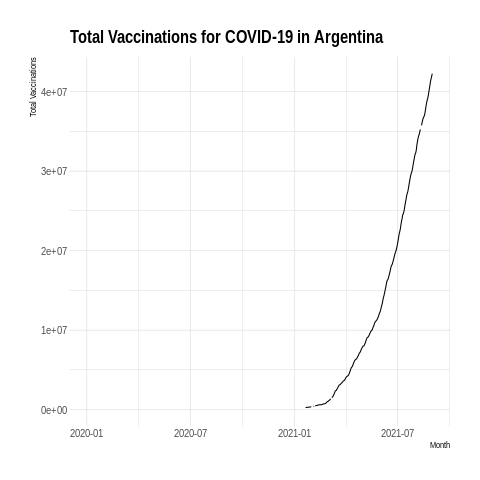 Total Vaccinations for COVID-19 in Argentina
Total Vaccinations
4e+07
3e+07
2e+07
1e+07
0e+00
2020-01 2020-07 2021-01 2021-07
Month